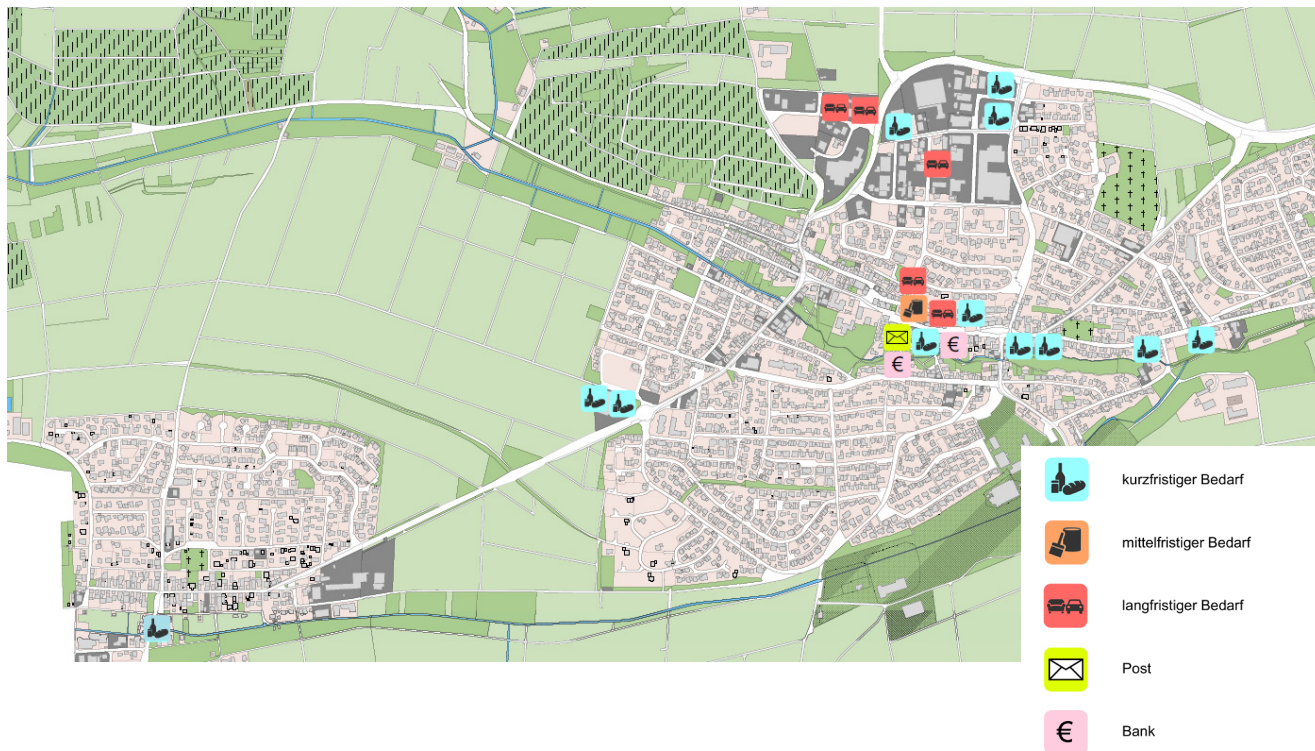 kurzfristiger Bedarf
mittelfristiger Bedarf
langfristiger Bedarf
Post
€ Bank